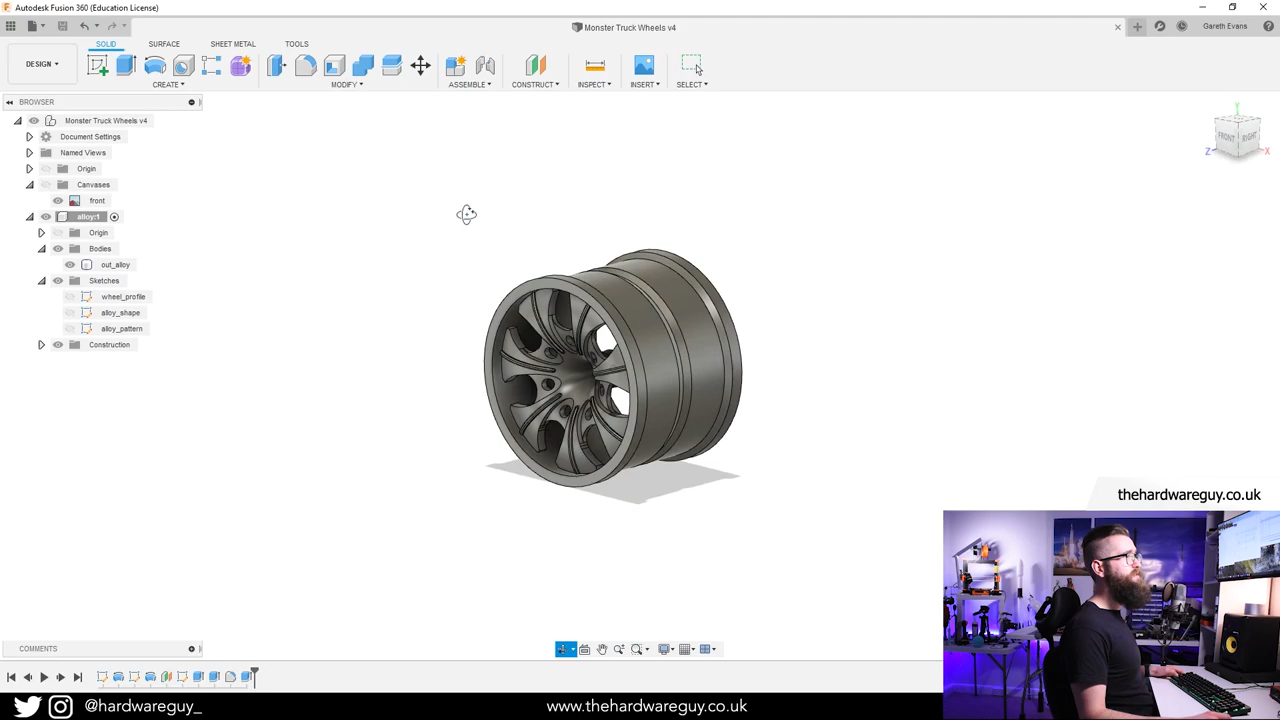 Autodesk Fusion 360 (Education License)
Monster Truck Wheels v4
Gareth Evans
DESIGN
SOLID
SURFACE
SHEET METAL
TOOLS
CREATE
MODIFY
ASSEMBLE
CONSTRUCT
INSPECT
INSERT
SELECT
BROWSER
Monster Truck Wheels v4
Document Settings
Named Views
Origin
Canvases
front
alloy:1
Origin
Bodies
out_alloy
Sketches
wheel_profile
alloy_shape
alloy_pattern
Construction
Y
FRONT
RIGHT
Z
X
thehardwareguy.co.uk
COMMENTS
@hardwareguy_
www.thehardwareguy.co.uk